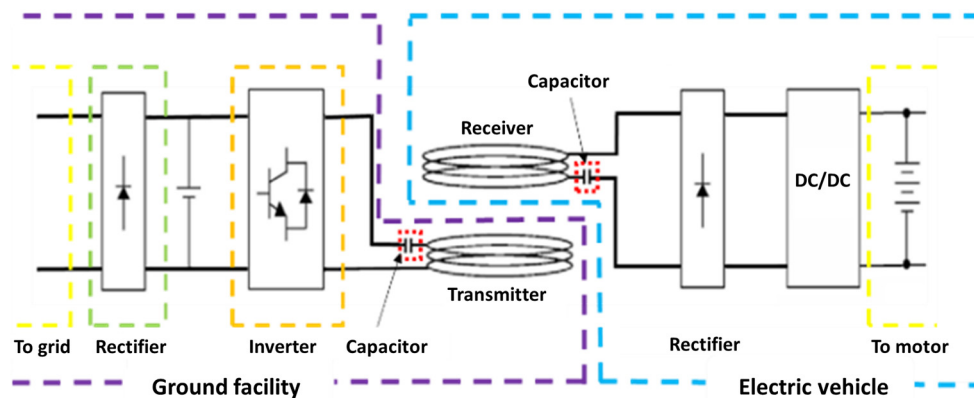 Capacitor
Receiver
DC/DC
Transmitter
To grid
Rectifier
Inverter
Capacitor
Rectifier
To motor
Ground facility
Electric vehicle